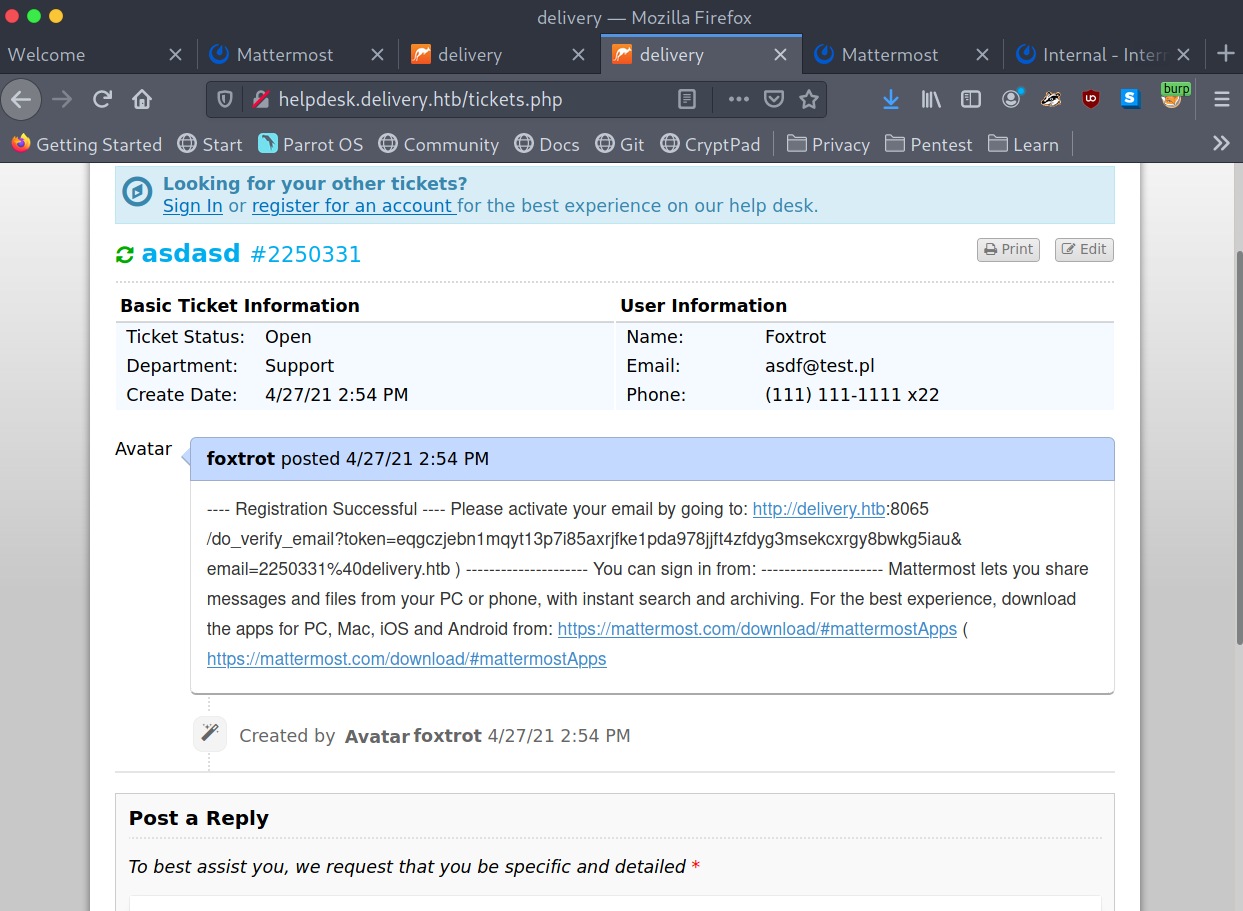 delivery — Mozilla Firefox
Welcome Mattermost delivery delivery Mattermost Internal - Inter
helpdesk.delivery.htb/tickets.php
burp
Getting Started Start Parrot OS Community Docs Git CryptPad Privacy Pentest Learn
Looking for your other tickets?
Sign In or register for an account for the best experience on our help desk.
asdasd #2250331 Print Edit
Basic Ticket Information User Information
Ticket Status: Open Name: Foxtrot
Department: Support Email: asdf@test.pl
Create Date: 4/27/21 2:54 PM Phone: (111) 111-1111 x22
Avatar
foxtrot posted 4/27/21 2:54 PM
---- Registration Successful ---- Please activate your email by going to: http://delivery.htb:8065
/do_verify_email?token=eqgczjebn1mqyt13p7i85axrjfke1pda978jjft4zfdyg3msekcxrgy8bwkg5iau&
email=2250331%40delivery.htb ) --------------------- You can sign in from: --------------------- Mattermost lets you share
messages and files from your PC or phone, with instant search and archiving. For the best experience, download
the apps for PC, Mac, iOS and Android from: https://mattermost.com/download/#mattermostApps (
https://mattermost.com/download/#mattermostApps
Created by Avatar foxtrot 4/27/21 2:54 PM
Post a Reply
To best assist you, we request that you be specific and detailed *